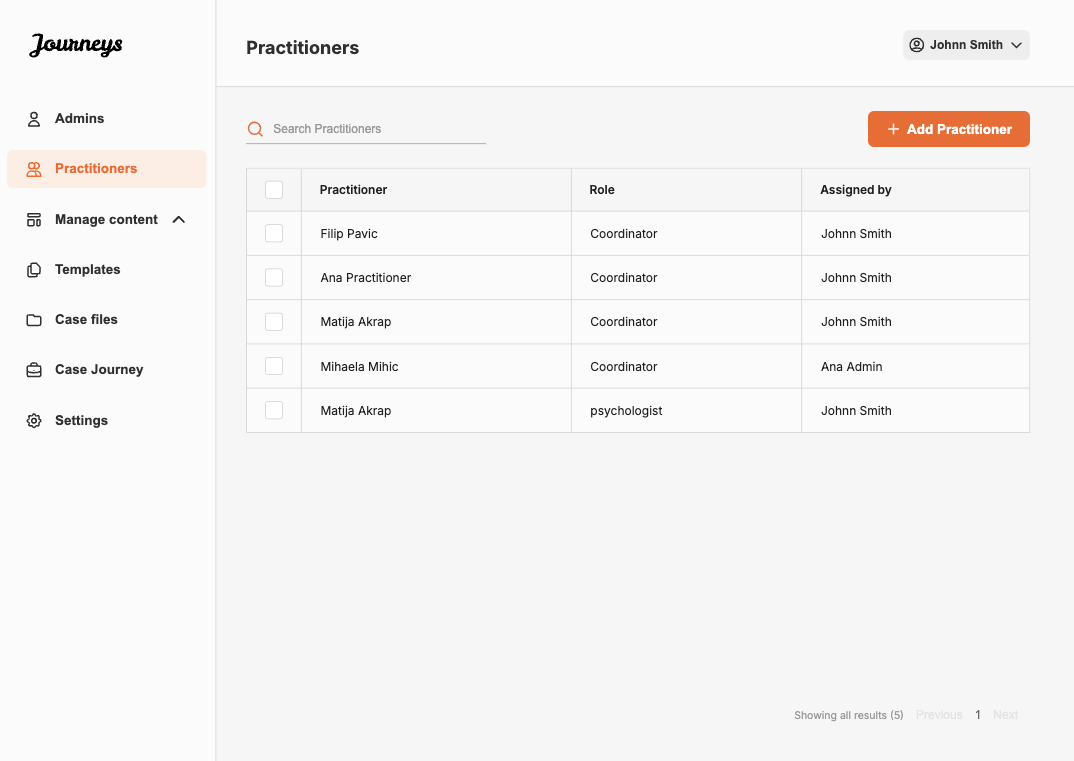 Journeys
Practitioners
Johnn Smith
Admins
Practitioners
Manage content
Templates
Case files
Case Journey
Settings
Search Practitioners
Add Practitioner
Practitioner Role Assigned by
Filip Pavic Coordinator Johnn Smith
Ana Practitioner Coordinator Johnn Smith
Matija Akrap Coordinator Johnn Smith
Mihaela Mihic Coordinator Ana Admin
Matija Akrap psychologist Johnn Smith
Showing all results (5) Previous 1 Next